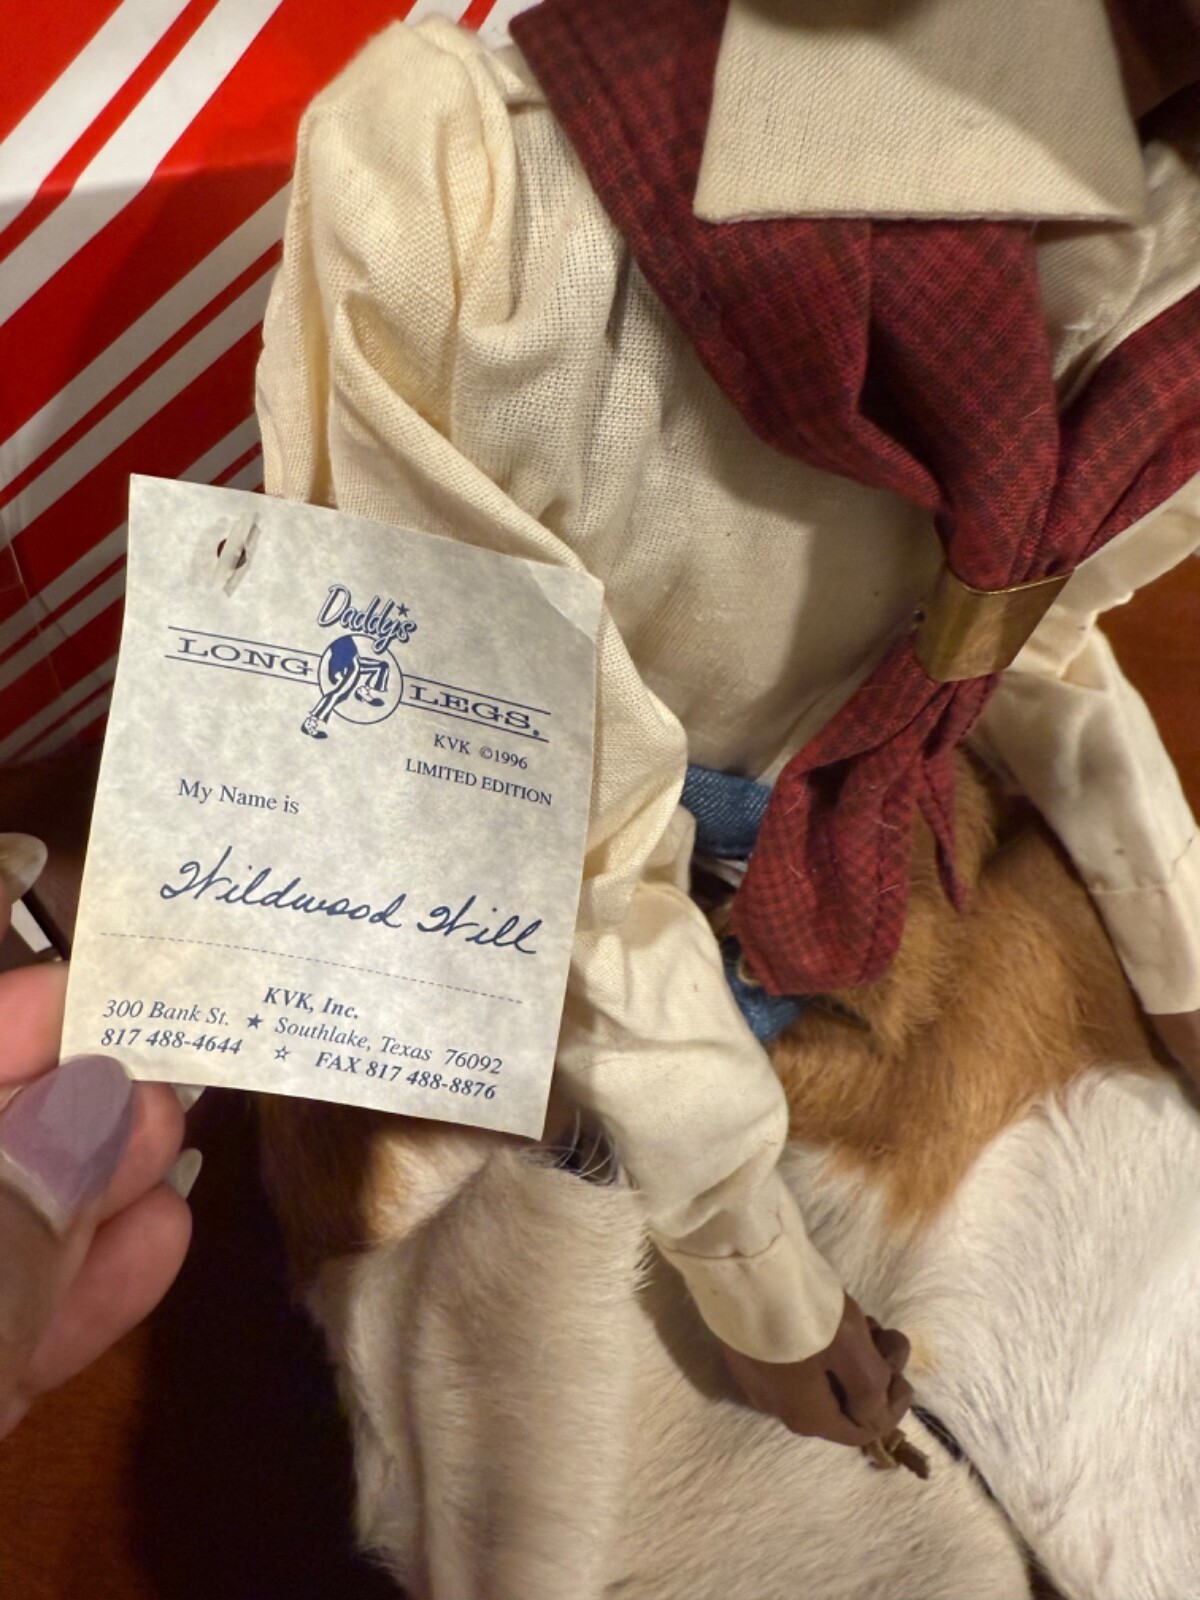 Daddy's
LONG LEGS.
KVK ©1996
LIMITED EDITION
My Name is
Wildwood Will
KVK, Inc.
300 Bank St. ★ Southlake, Texas 76092
817 488-4644 ☆ FAX 817 488-8876